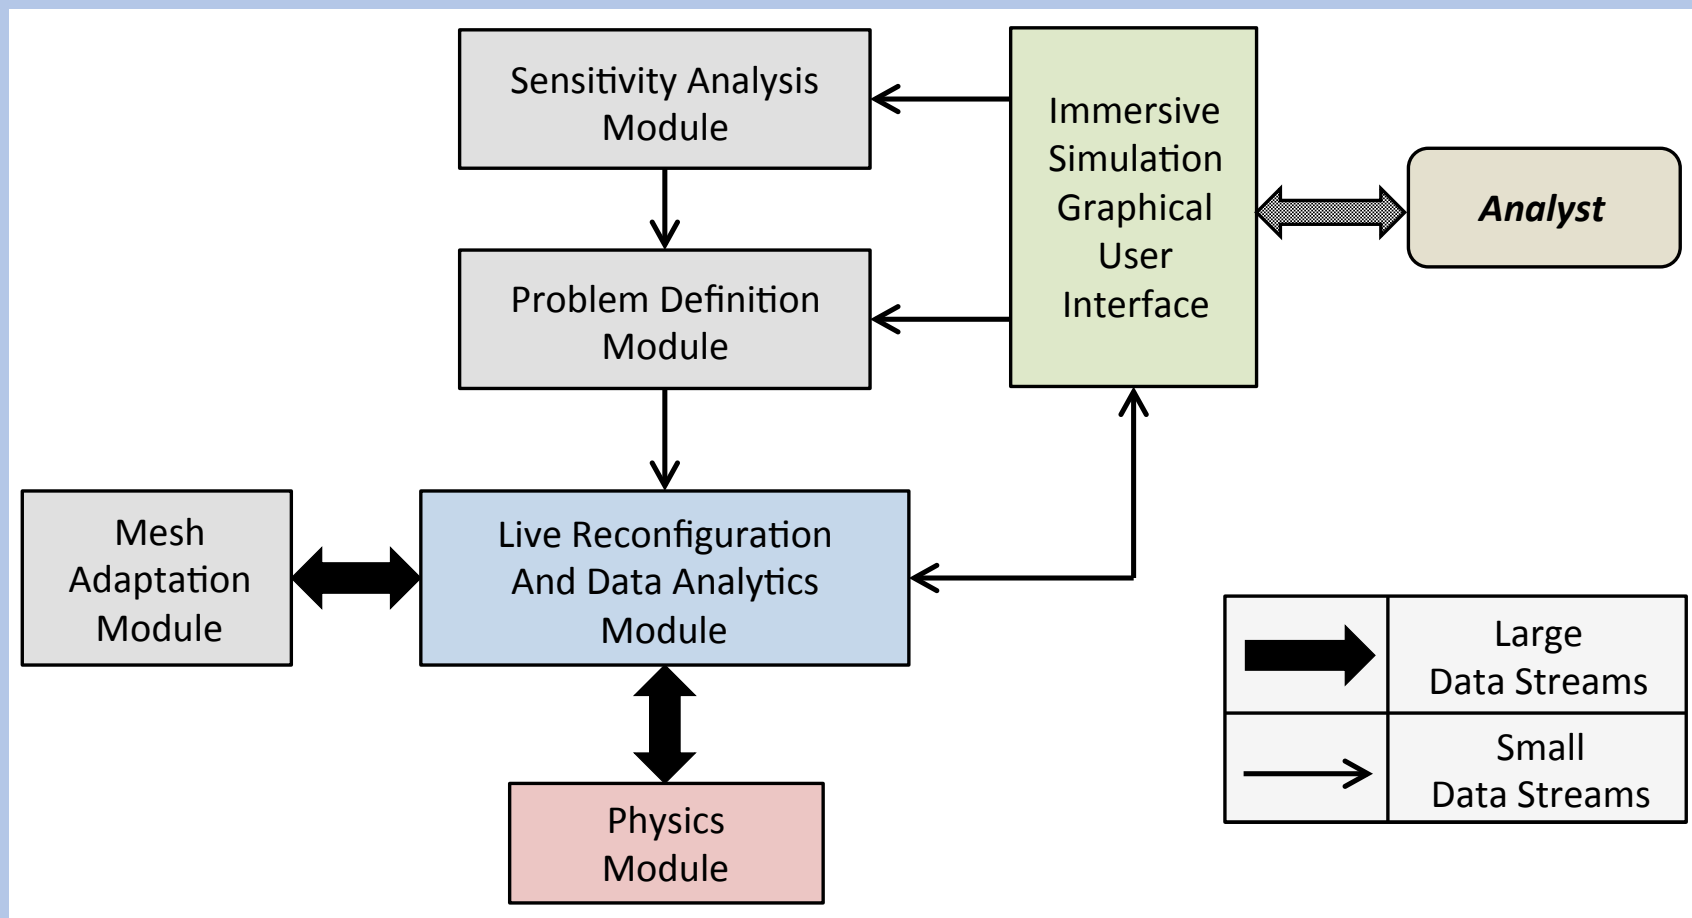 Sensitivity Analysis
Module
Immersive
Simulation
Graphical
User
Interface
Analyst
Problem Definition
Module
Mesh
Adaptation
Module
Live Reconfiguration
And Data Analytics
Module
Physics
Module
Large
Data Streams
Small
Data Streams